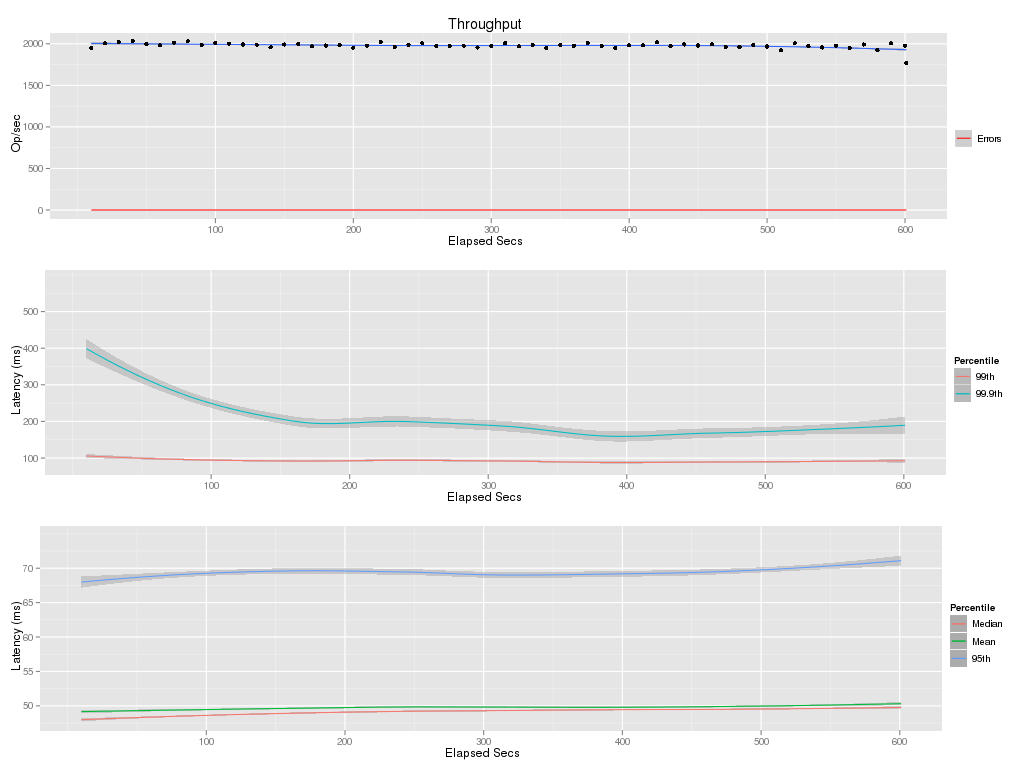 Throughput
2000
1500
1000
500
0
Op/sec
100 200 300 400 500 600
Elapsed Secs
Errors
500
400
300
200
100
Latency (ms)
100 200 300 400 500 600
Elapsed Secs
Percentile
99th
99.9th
70
65
60
55
50
Latency (ms)
100 200 300 400 500 600
Elapsed Secs
Percentile
Median
Mean
95th